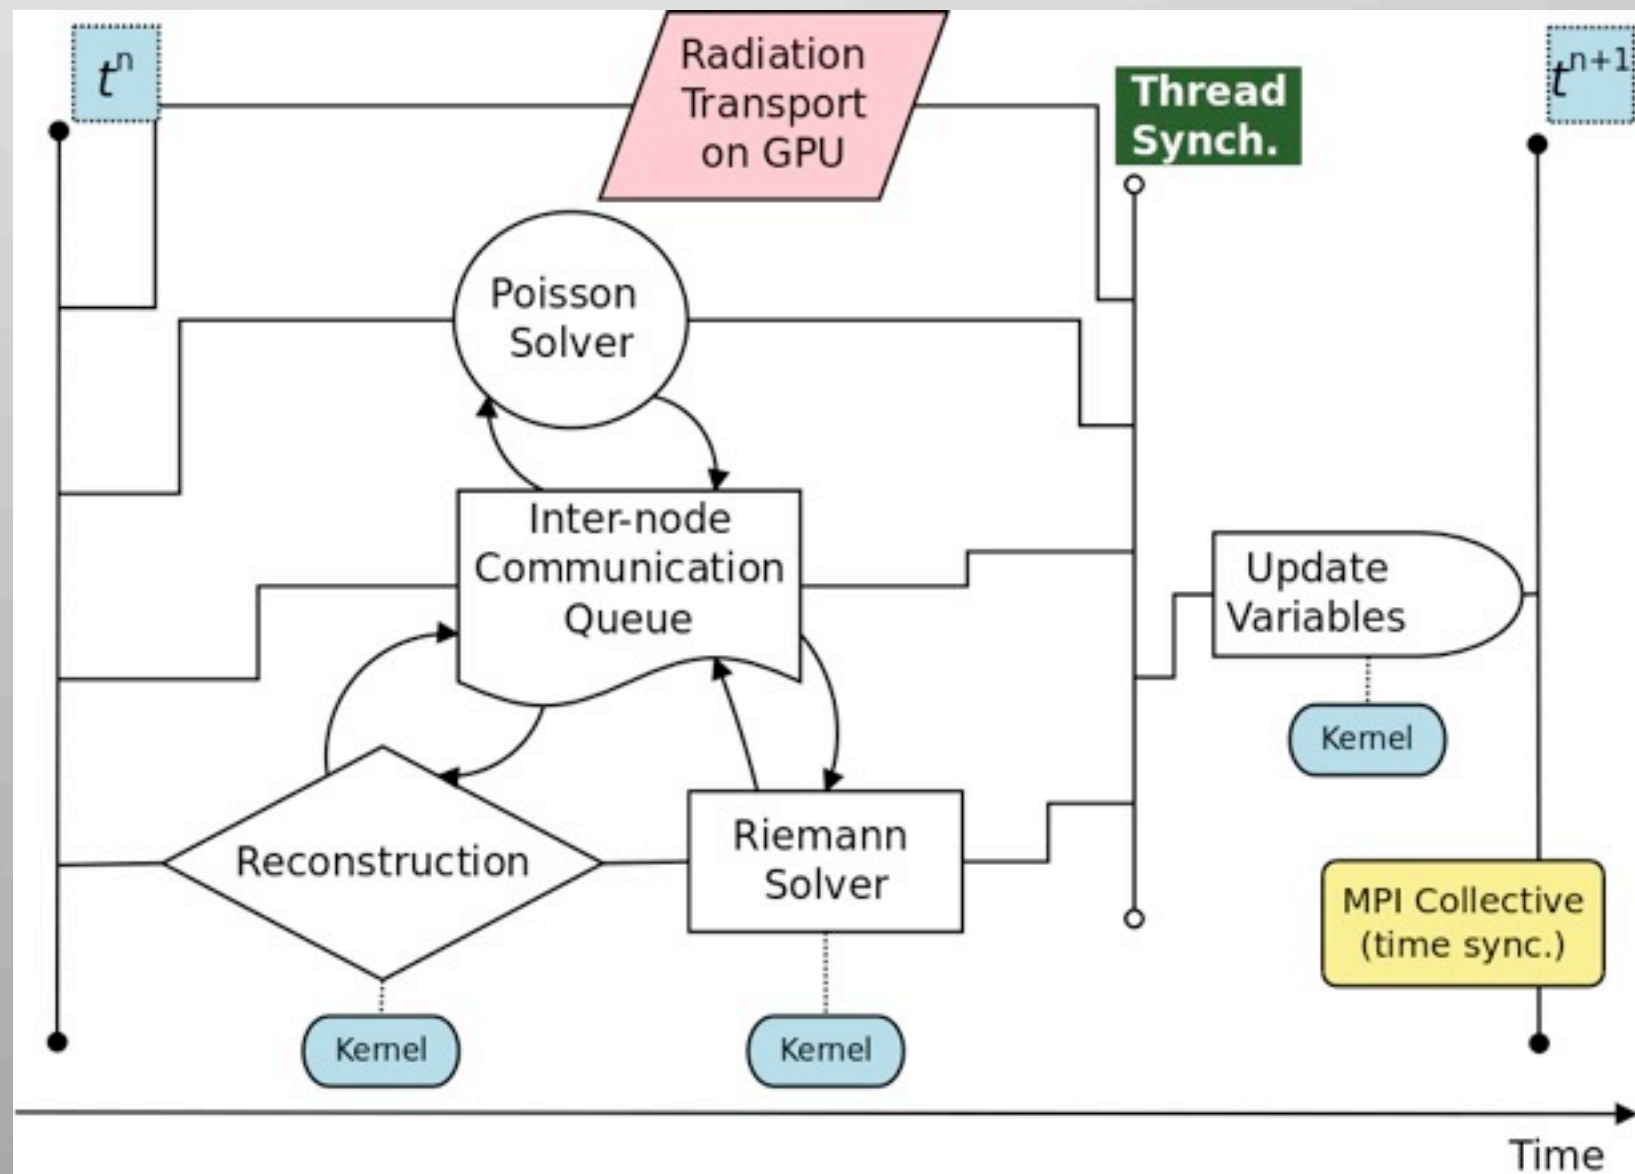 tⁿ
Radiation
Transport
on GPU
Thread
Synch.
tⁿ⁺¹
Poisson
Solver
Inter-node
Communication
Queue
Update
Variables
Kernel
Reconstruction
Riemann
Solver
MPI Collective
(time sync.)
Kernel
Kernel
Time